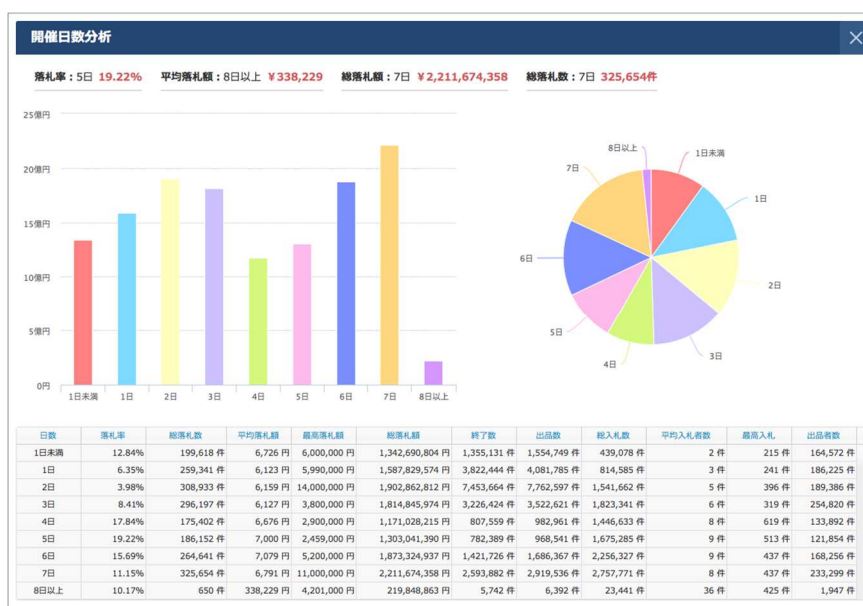 開催日数分析
落札率：5日 19.22% 平均落札額：8日以上 ¥338,229 総落札額：7日 ¥2,211,674,358 総落札数：7日 325,654件
25億円
20億円
15億円
10億円
5億円
0円
1日未満 1日 2日 3日 4日 5日 6日 7日 8日以上
8日以上
1日未満
7日
1日
6日
2日
5日
3日
4日
日数 落札率 総落札数 平均落札額 最高落札額 総落札額 終了数 出品数 総入札数 平均入札者数 最高入札 出品者数
1日未満 12.84% 199,618 件 6,726 円 6,000,000 円 1,342,690,804 円 1,355,131 件 1,554,749 件 439,078 件 2 件 215 件 164,572 件
1日 6.35% 259,341 件 6,123 円 5,990,000 円 1,587,829,574 円 3,822,444 件 4,081,785 件 814,585 件 3 件 241 件 186,225 件
2日 3.98% 308,933 件 6,159 円 14,000,000 円 1,902,862,812 円 7,453,664 件 7,762,597 件 1,541,662 件 5 件 396 件 189,386 件
3日 8.41% 296,197 件 6,127 円 3,800,000 円 1,814,845,974 円 3,226,424 件 3,522,621 件 1,823,341 件 6 件 319 件 254,820 件
4日 17.84% 175,402 件 6,676 円 2,900,000 円 1,171,028,215 円 807,559 件 982,961 件 1,446,633 件 8 件 619 件 133,892 件
5日 19.22% 186,152 件 7,000 円 2,459,000 円 1,303,041,390 円 782,389 件 968,541 件 1,675,285 件 9 件 513 件 121,854 件
6日 15.69% 264,641 件 7,079 円 5,200,000 円 1,873,324,937 円 1,421,726 件 1,686,367 件 2,256,327 件 9 件 437 件 168,256 件
7日 11.15% 325,654 件 6,791 円 11,000,000 円 2,211,674,358 円 2,593,882 件 2,919,536 件 2,757,771 件 8 件 437 件 233,299 件
8日以上 10.17% 650 件 338,229 円 4,201,000 円 219,848,863 円 5,742 件 6,392 件 23,441 件 36 件 425 件 1,947 件